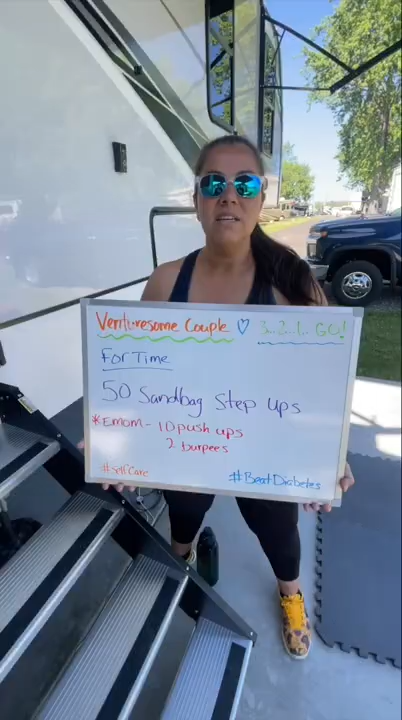 Venturesome Couple ♡ 3..2..1.. GO!
For Time
50 Sandbag Step Ups
*EMOM - 10 push ups
2 burpees
#SelfCare #BeatDiabetes